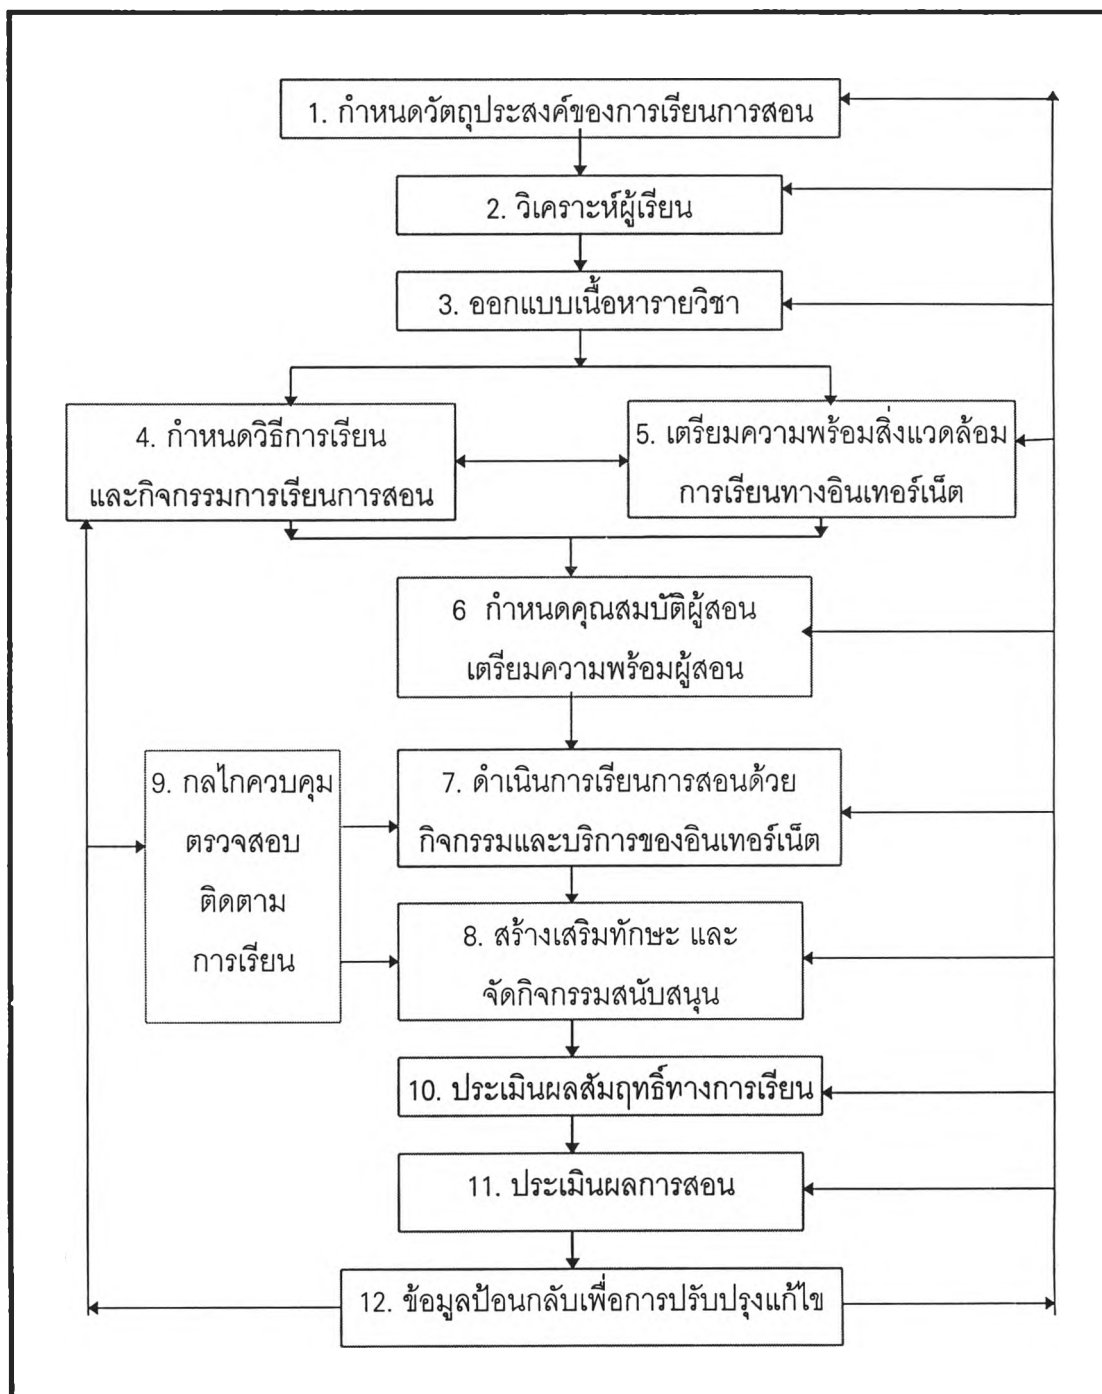 1. กำหนดวัตถุประสงค์ของการเรียนการสอน
2. วิเคราะห์ผู้เรียน
3. ออกแบบเนื้อหารายวิชา
4. กำหนดวิธีการเรียน
และกิจกรรมการเรียนการสอน
5. เตรียมความพร้อมสิ่งแวดล้อม
การเรียนทางอินเทอร์เน็ต
6 กำหนดคุณสมบัติผู้สอน
เตรียมความพร้อมผู้สอน
7. ดำเนินการเรียนการสอนด้วย
กิจกรรมและบริการของอินเทอร์เน็ต
8. สร้างเสริมทักษะ และ
จัดกิจกรรมสนับสนุน
9. กลไกควบคุม
ตรวจสอบ
ติดตาม
การเรียน
10. ประเมินผลสัมฤทธิ์ทางการเรียน
11. ประเมินผลการสอน
12. ข้อมูลป้อนกลับเพื่อการปรับปรุงแก้ไข